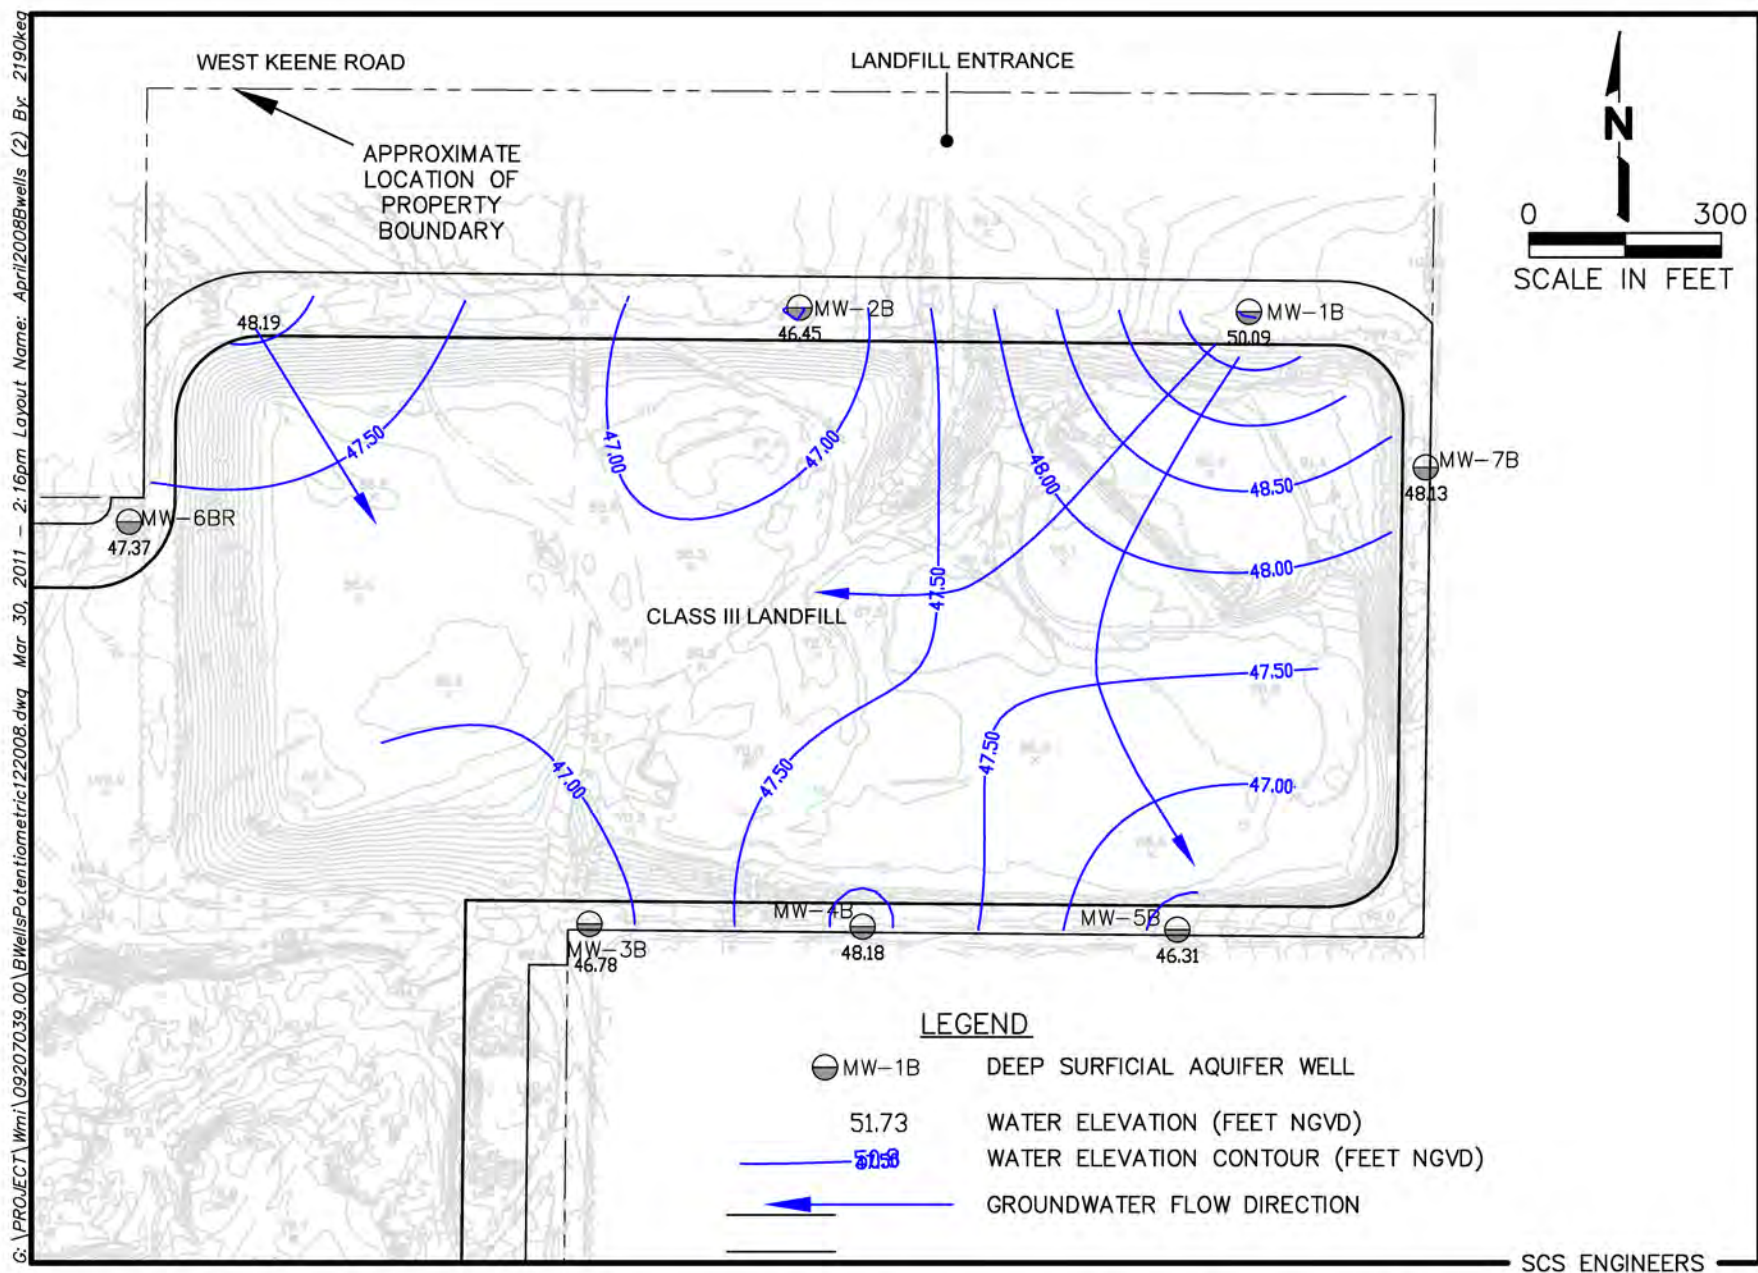 G:\PROJECT\Wmi\09207039.00\BWellsPotentiometric122008.dwg Mar 30, 2011 - 2:16pm Layout Name: April2008Bwells (2) By: 2190keg
WEST KEENE ROAD
LANDFILL ENTRANCE
APPROXIMATE
LOCATION OF
PROPERTY
BOUNDARY
N
0 300
SCALE IN FEET
48.19
MW-2B
46.45
MW-1B
50.09
47.50
47.00
47.00
48.00
48.50
MW-7B
48.13
MW-6BR
47.37
47.50
48.00
CLASS III LANDFILL
47.50
47.50
47.00
47.50
47.00
MW-3B
46.78
MW-4B
48.18
MW-5B
46.31
LEGEND
MW-1B DEEP SURFICIAL AQUIFER WELL
51.73 WATER ELEVATION (FEET NGVD)
WATER ELEVATION CONTOUR (FEET NGVD)
GROUNDWATER FLOW DIRECTION
SCS ENGINEERS